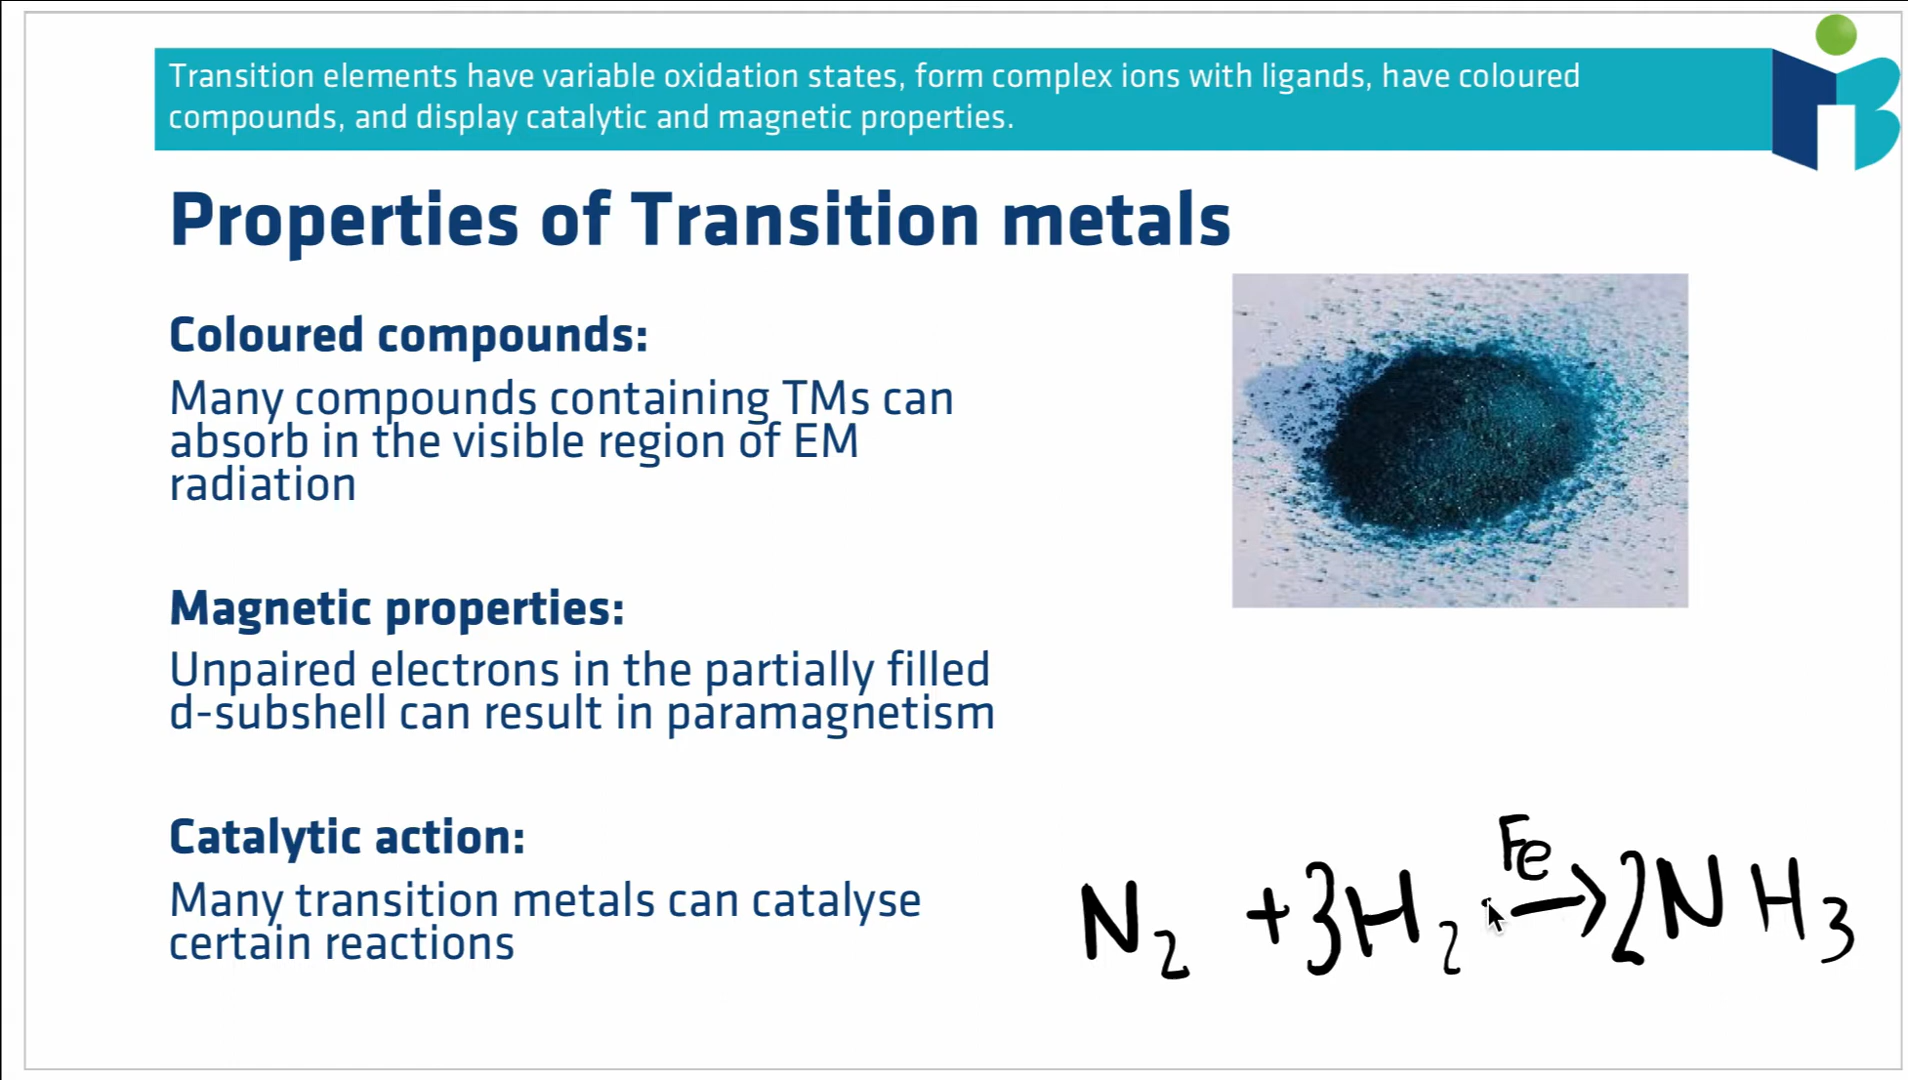 Transition elements have variable oxidation states, form complex ions with ligands, have coloured
compounds, and display catalytic and magnetic properties.
Properties of Transition metals
Coloured compounds:
Many compounds containing TMs can
absorb in the visible region of EM
radiation
Magnetic properties:
Unpaired electrons in the partially filled
d-subshell can result in paramagnetism
Catalytic action:
Many transition metals can catalyse
certain reactions
Fe
N₂ + 3H₂ → 2NH₃